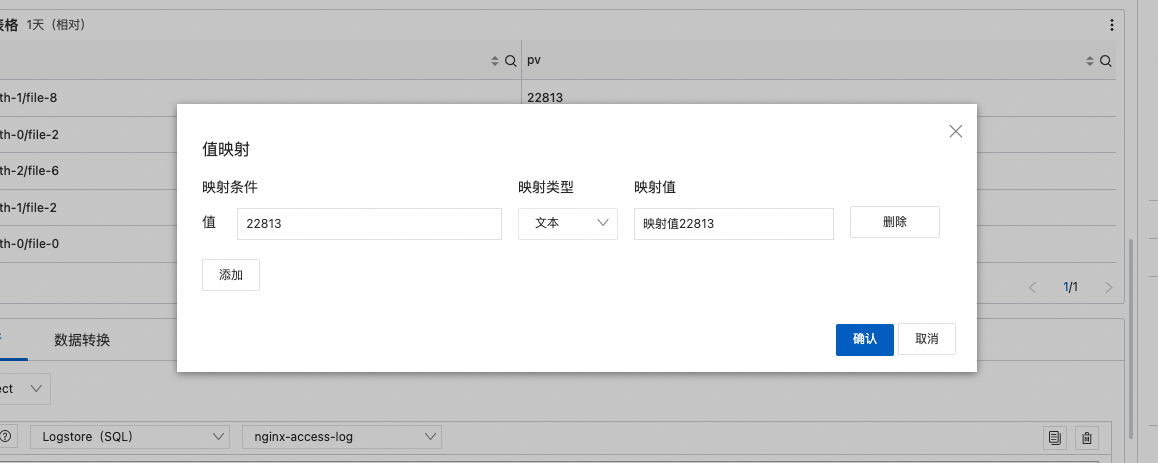 表格 1天（相对）
pv
th-1/file-8 22813
th-0/file-2
th-2/file-6
th-1/file-2
th-0/file-0
值映射
映射条件 映射类型 映射值
值 22813 文本 映射值22813 删除
添加
确认 取消
1/1
数据转换
ect
Logstore（SQL） nginx-access-log